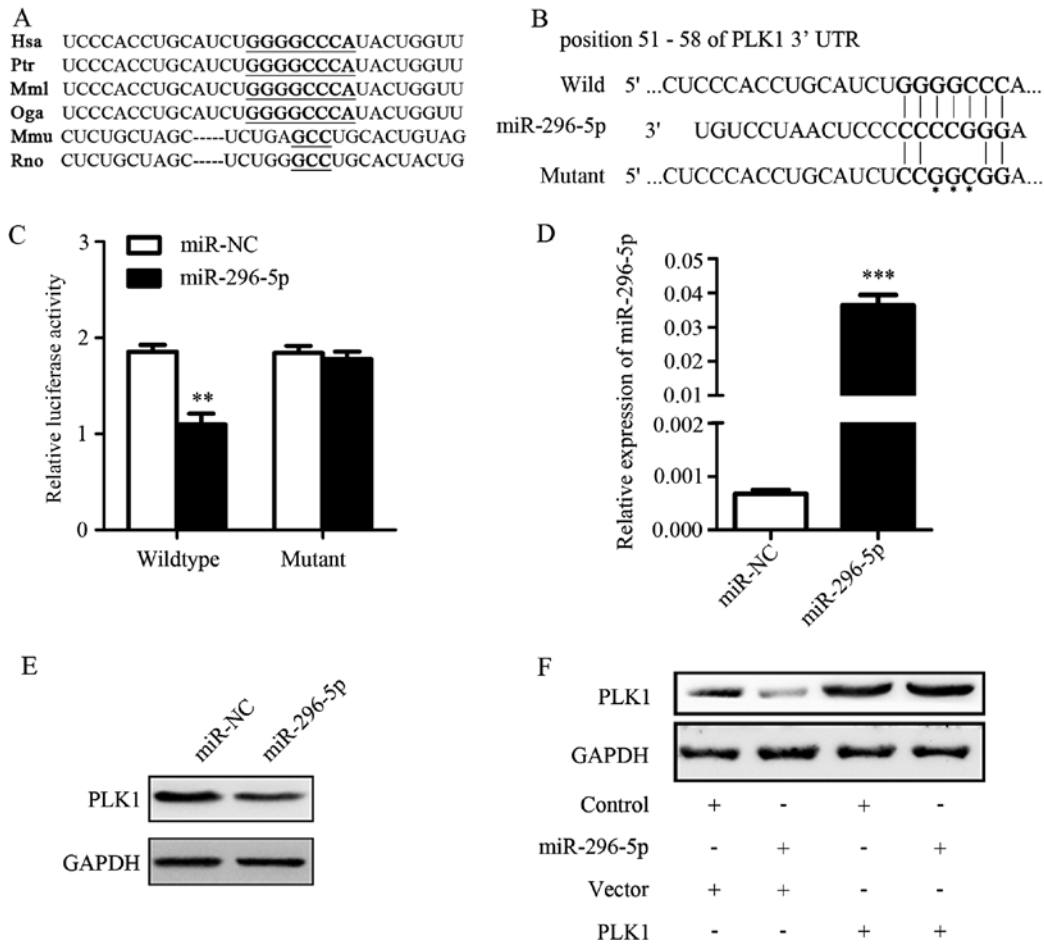 A
Hsa UCCCACCUGCAUCUGGGGCCCAUACUGGUU
Ptr UCCCACCUGCAUCUGGGGCCCAUACUGGUU
Mml UCCCACCUGCAUCUGGGGCCCAUACUGGUU
Oga UCCCACCUGCAUCUGGGGCCCAUACUGGUU
Mmu CUCUGCUAGC-----UCUGAGCCUGCACUGUAG
Rno CUCUGCUAGC-----UCUGGGCCUGCACUACUG
B
position 51 - 58 of PLK1 3' UTR
Wild 5' ...CUCCCACCUGCAUCUGGGGCCCA...
miR-296-5p 3' UGUCCUAACUCCCCCCCGGGA
Mutant 5' ...CUCCCACCUGCAUCUCCGGCGGA...
* * *
C
miR-NC
miR-296-5p
Relative luciferase activity
3
2
1
0
**
Wildtype Mutant
D
Relative expression of miR-296-5p
0.05
0.04
0.03
0.02
0.01
0.002
0.001
0.000
***
miR-NC
miR-296-5p
E
miR-NC miR-296-5p
PLK1
GAPDH
F
PLK1
GAPDH
Control + - + -
miR-296-5p - + - +
Vector + + - -
PLK1 - - + +